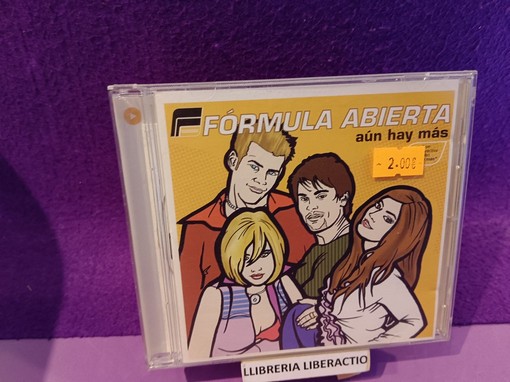 FÓRMULA ABIERTA
aún hay más
- 2.00€
LLIBRERIA LIBERACTIO